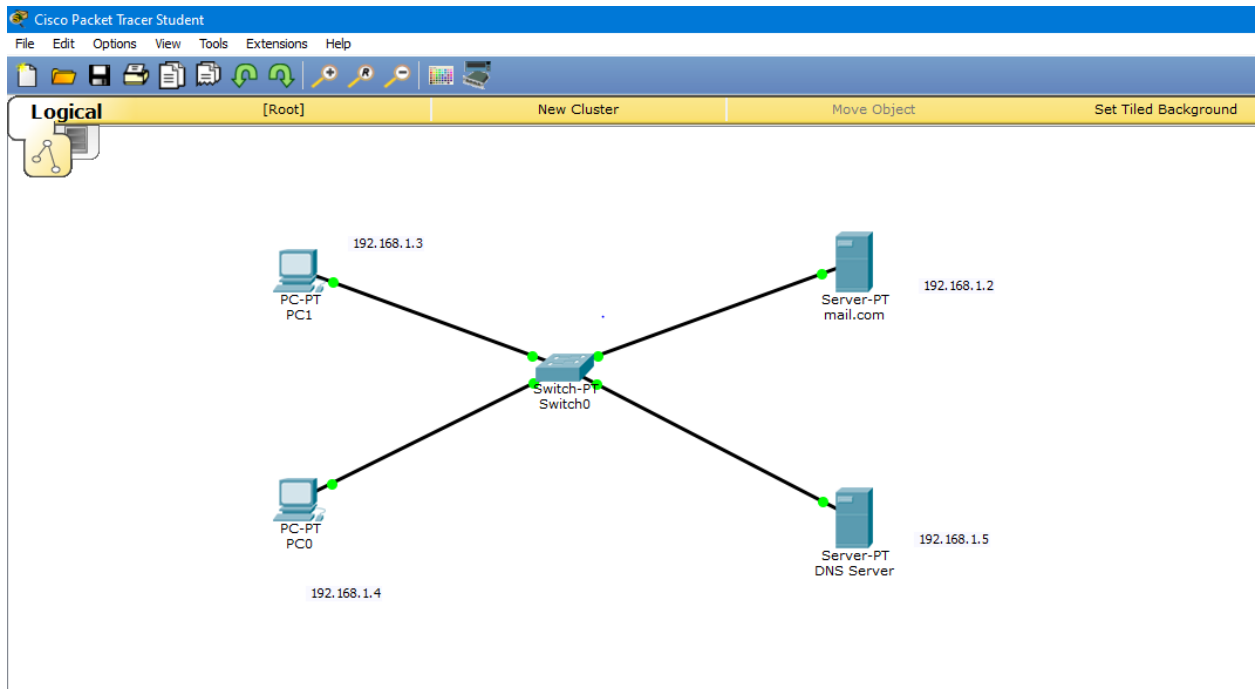 Cisco Packet Tracer Student
File Edit Options View Tools Extensions Help
Logical [Root] New Cluster Move Object Set Tiled Background
192.168.1.3
PC-PT
PC1
192.168.1.2
Server-PT
mail.com
Switch-PT
Switch0
PC-PT
PC0
192.168.1.4
192.168.1.5
Server-PT
DNS Server